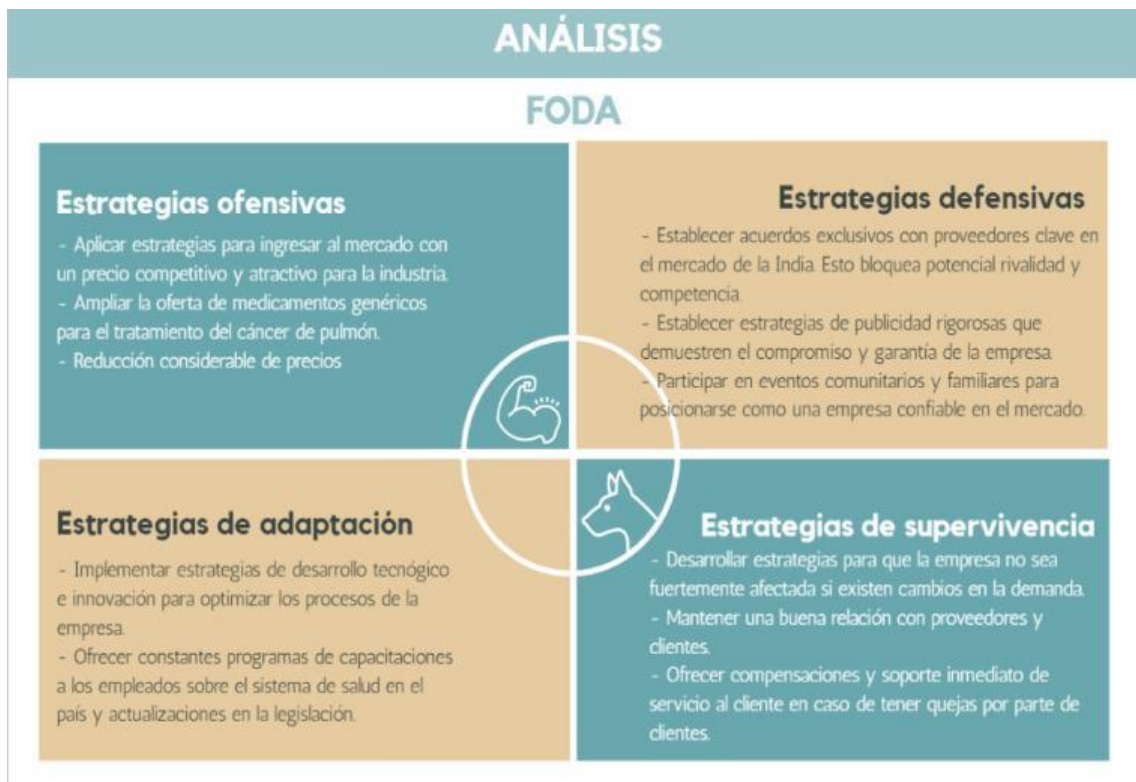 ANÁLISIS
FODA
Estrategias ofensivas
- Aplicar estrategias para ingresar al mercado con
un precio competitivo y atractivo para la industria.
- Ampliar la oferta de medicamentos genéricos
para el tratamiento del cáncer de pulmón.
- Reducción considerable de precios
Estrategias defensivas
- Establecer acuerdos exclusivos con proveedores clave en
el mercado de la India. Esto bloquea potencial rivalidad y
competencia.
- Establecer estrategias de publicidad rigorosas que
demuestren el compromiso y garantía de la empresa.
- Participar en eventos comunitarios y familiares para
posicionarse como una empresa confiable en el mercado.
Estrategias de adaptación
- Implementar estrategias de desarrollo tecnógico
e innovación para optimizar los procesos de la
empresa.
- Ofrecer constantes programas de capacitaciones
a los empleados sobre el sistema de salud en el
país y actualizaciones en la legislación.
Estrategias de supervivencia
- Desarrollar estrategias para que la empresa no sea
fuertemente afectada si existen cambios en la demanda.
- Mantener una buena relación con proveedores y
clientes.
- Ofrecer compensaciones y soporte inmediato de
servicio al cliente en caso de tener quejas por parte de
clientes.